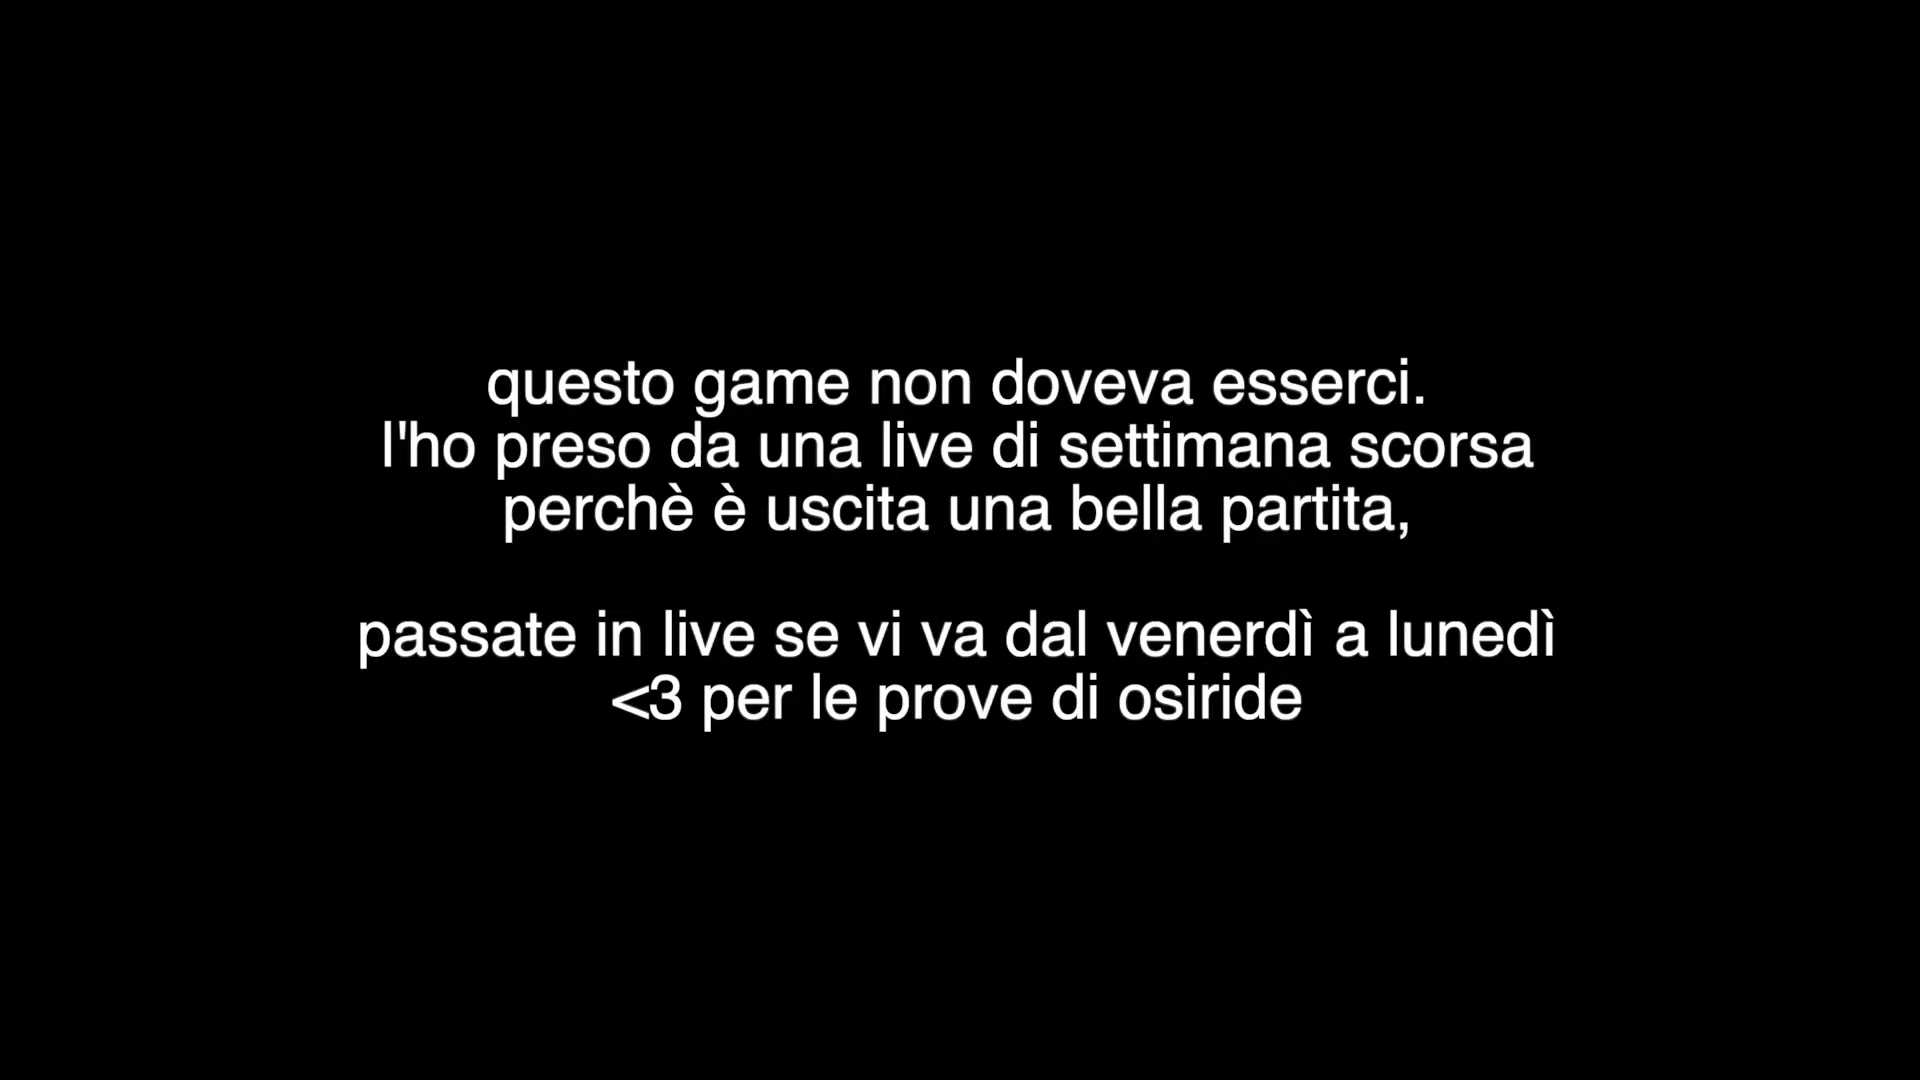 questo game non doveva esserci.
l'ho preso da una live di settimana scorsa
perchè è uscita una bella partita,
passate in live se vi va dal venerdì a lunedì
<3 per le prove di osiride